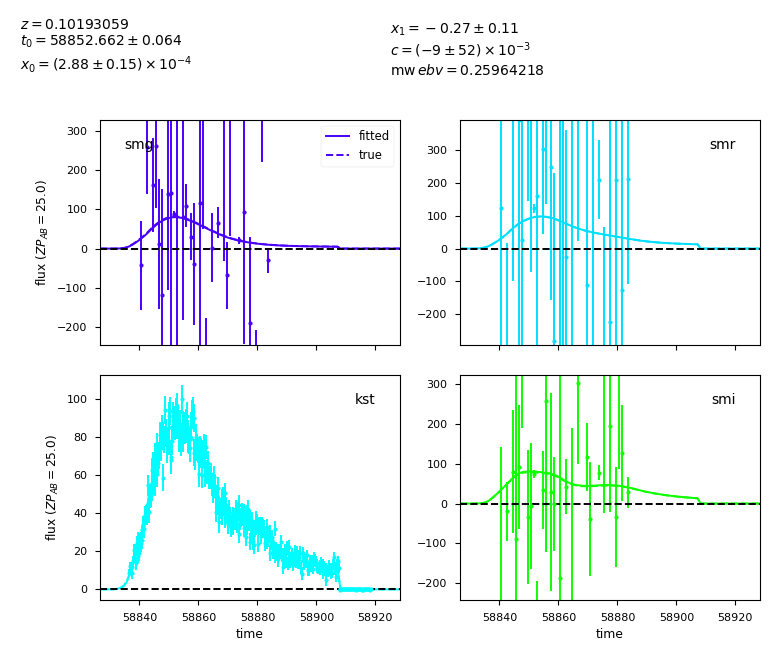 z = 0.10193059
t₀ = 58852.662 ± 0.064
x₀ = (2.88 ± 0.15) × 10⁻⁴
x₁ = −0.27 ± 0.11
c = (−9 ± 52) × 10⁻³
mw ebv = 0.25964218
smg
fitted
true
300
200
100
0
−100
−200
flux (ZP_AB = 25.0)
smr
300
200
100
0
−100
−200
kst
100
80
60
40
20
0
flux (ZP_AB = 25.0)
58840 58860 58880 58900 58920
time
smi
300
200
100
0
−100
−200
58840 58860 58880 58900 58920
time